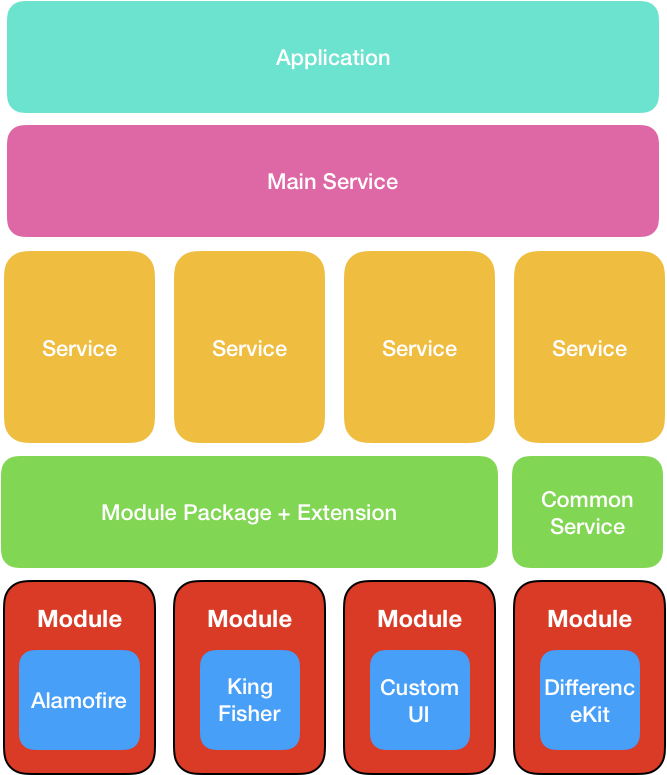 Application
Main Service
Service
Service
Service
Service
Module Package + Extension
Common
Service
Module
Module
Module
Module
Alamofire
King
Fisher
Custom
UI
Differenc
eKit